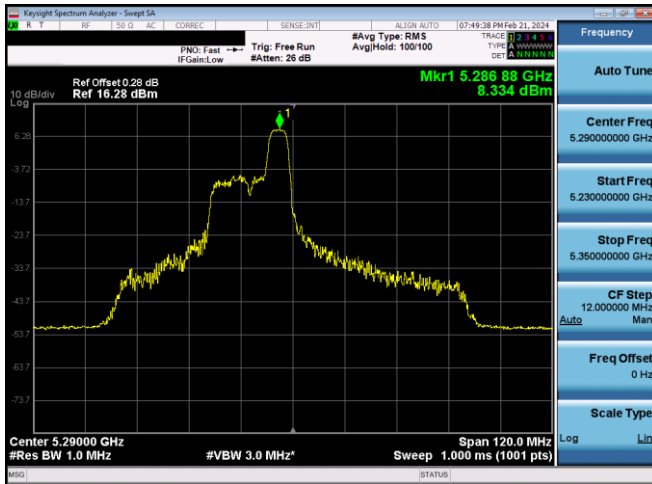 Keysight Spectrum Analyzer - Swept SA
R T RF 50 Ω AC CORREC SENSE:INT ALIGN AUTO 07:49:38 PM Feb 21, 2024
PNO: Fast
IFGain:Low
Trig: Free Run
#Atten: 26 dB
#Avg Type: RMS
Avg|Hold: 100/100
TRACE 1 2 3 4 5 6
TYPE A WWWWW
DET A N N N N N
Mkr1 5.286 88 GHz
8.334 dBm
Ref Offset 0.28 dB
10 dB/div Ref 16.28 dBm
Log
1
6.28
-3.72
-13.7
-23.7
-33.7
-43.7
-53.7
-63.7
-73.7
Center 5.29000 GHz Span 120.0 MHz
#Res BW 1.0 MHz #VBW 3.0 MHz* Sweep 1.000 ms (1001 pts)
MSG STATUS
Frequency
Auto Tune
Center Freq
5.290000000 GHz
Start Freq
5.230000000 GHz
Stop Freq
5.350000000 GHz
CF Step
12.000000 MHz
Auto Man
Freq Offset
0 Hz
Scale Type
Log Lin